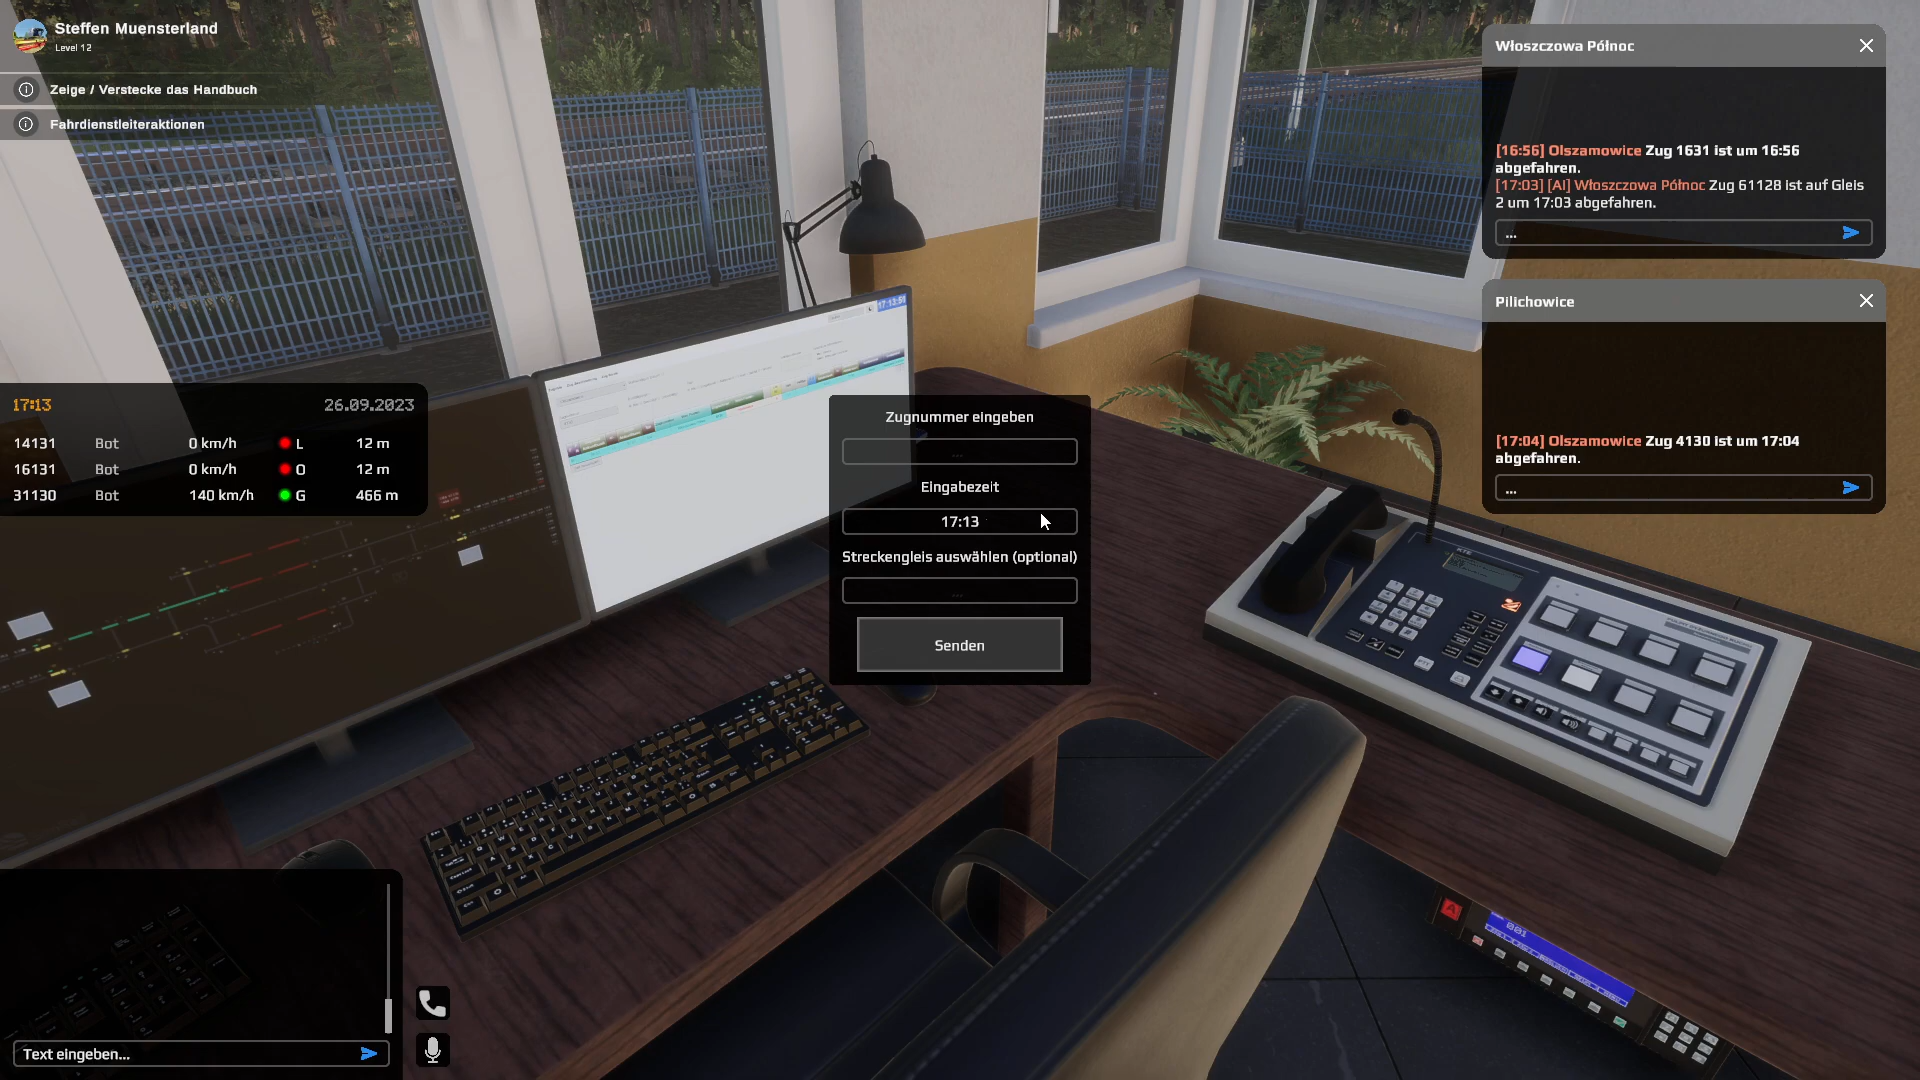 Steffen Muensterland
Level 12
Zeige / Verstecke das Handbuch
Fahrdienstleiteraktionen
17:13 26.09.2023
14131 Bot 0 km/h L 12 m
16131 Bot 0 km/h O 12 m
31130 Bot 140 km/h G 466 m
17:13:59
Zugnummer eingeben
...
Eingabezeit
17:13
Streckengleis auswählen (optional)
...
Senden
Włoszczowa Północ
[16:56] Olszamowice Zug 1631 ist um 16:56
abgefahren.
[17:03] [AI] Włoszczowa Północ Zug 61128 ist auf Gleis
2 um 17:03 abgefahren.
...
Pilichowice
[17:04] Olszamowice Zug 4130 ist um 17:04
abgefahren.
...
A
001
Text eingeben...